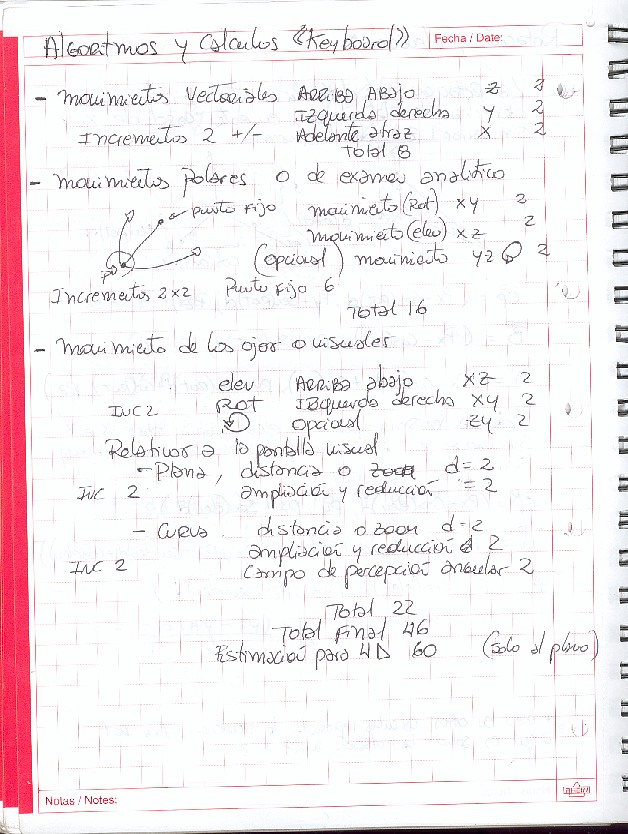 Algoritmos y Calculos «Keyboard»
Fecha / Date:
- Movimientos Vectoriales ARRIBA Abajo z 2
Izquierda derecha y 2
Incrementos 2 +/- Adelante atraz x 2
Total 8
- Movimientos Polares o de examen analitico
punto fijo movimiento (Rot) xy 2
movimiento (elev) xz 2
(opcional) movimiento yz 2
Incrementos 2x2 Punto Fijo 6
Total 16
- Movimiento de los ojos o visuales
elev ARRIBA abajo xz 2
INC 2 ROT IZquierda derecha xy 2
opcional zy 2
Relativos a la pantalla visual
- Plana, distancia o zoom d=2
INC 2 ampliación y reducción =2
- Curva distancia o zoom d=2
ampliación y reducción d 2
INC 2 Campo de percepción angular 2
Total 22
Total Final 46
Estimación para 4D 60 (solo al plano)
Notas / Notes: